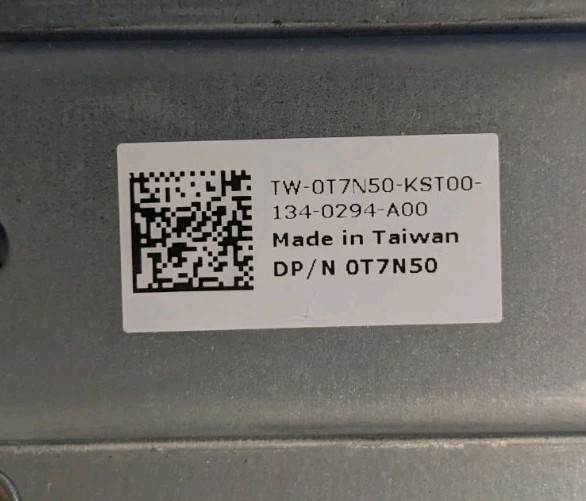 TW-0T7N50-KST00-
134-0294-A00
Made in Taiwan
DP/N 0T7N50